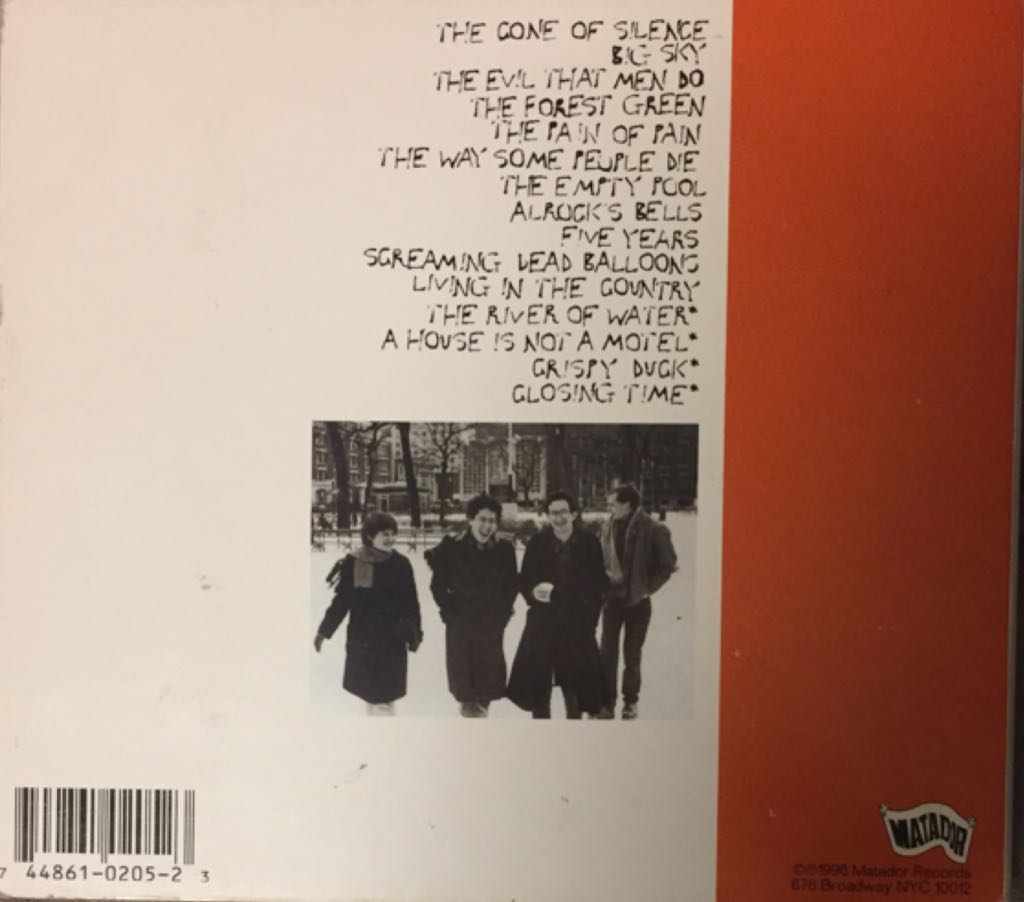 THE CONE OF SILENCE
BIG SKY
THE EVIL THAT MEN DO
THE FOREST GREEN
THE PAIN OF PAIN
THE WAY SOME PEOPLE DIE
THE EMPTY POOL
ALROCK'S BELLS
FIVE YEARS
SCREAMING DEAD BALLOONS
LIVING IN THE COUNTRY
THE RIVER OF WATER*
A HOUSE IS NOT A MOTEL*
CRISPY DUCK*
CLOSING TIME*
7 44861-0205-2 3
MATADOR
©℗1996 Matador Records
676 Broadway NYC 10012